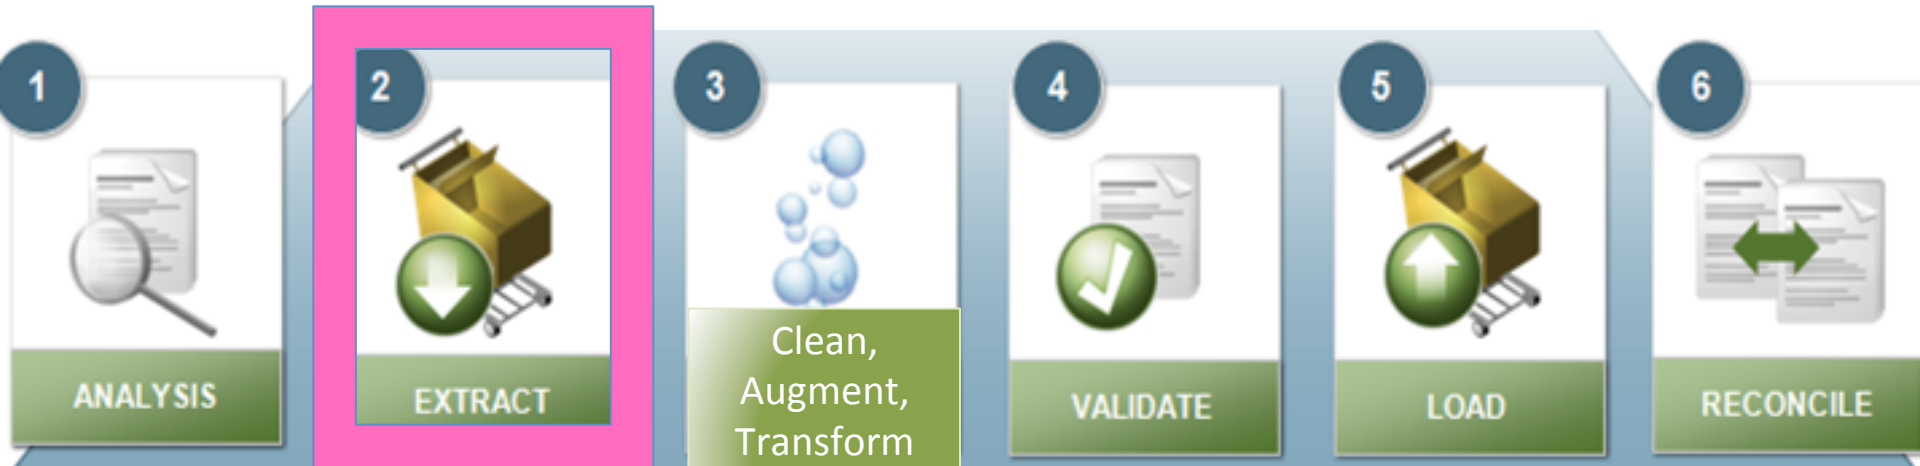 1
ANALYSIS
2
EXTRACT
3
Clean,
Augment,
Transform
4
VALIDATE
5
LOAD
6
RECONCILE